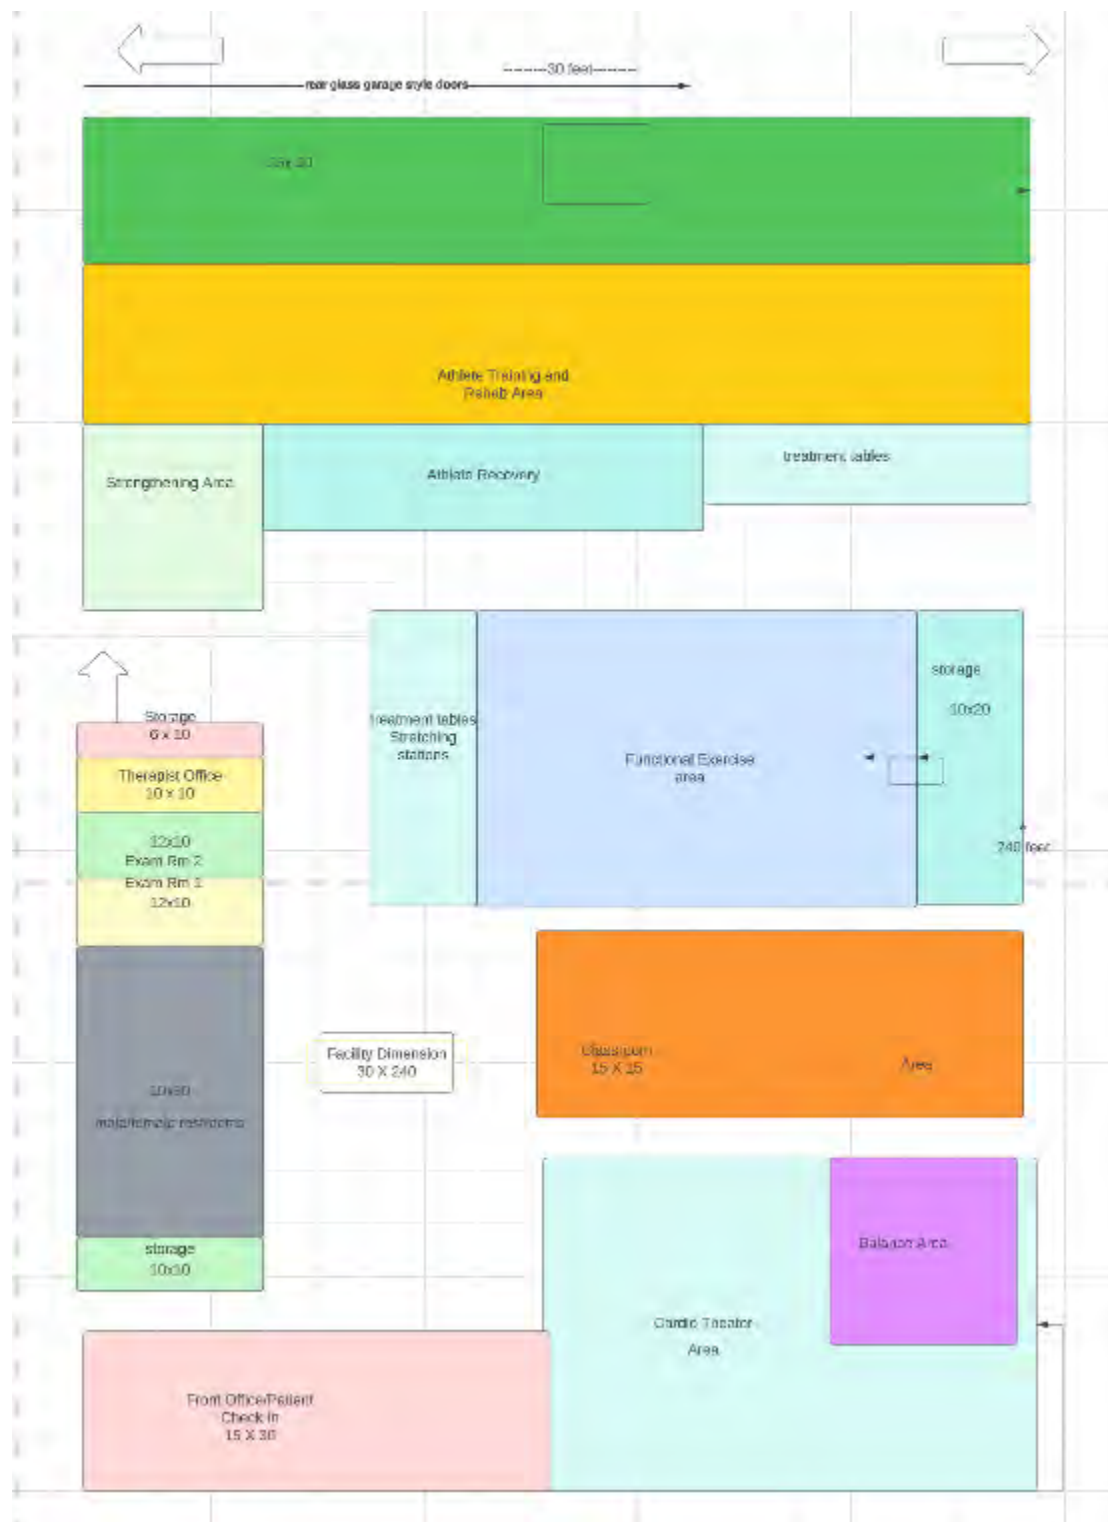 --------30 feet--------
rear glass garage style doors
Athlete Training and
Rehab Area
Strengthening Area
Athlete Recovery
treatment tables
Storage
6 x 10
Therapist Office
10 x 10
12x10
Exam Rm 2
Exam Rm 1
12x10
treatment tables
Stretching
stations
Functional Exercise
area
storage
10x20
240 feet
Facility Dimension
30 X 240
Classroom
15 X 15
Area
male/female restrooms
storage
10x10
Balance Area
Cardio Theater
Area
Front Office/Patient
Check in
15 X 30